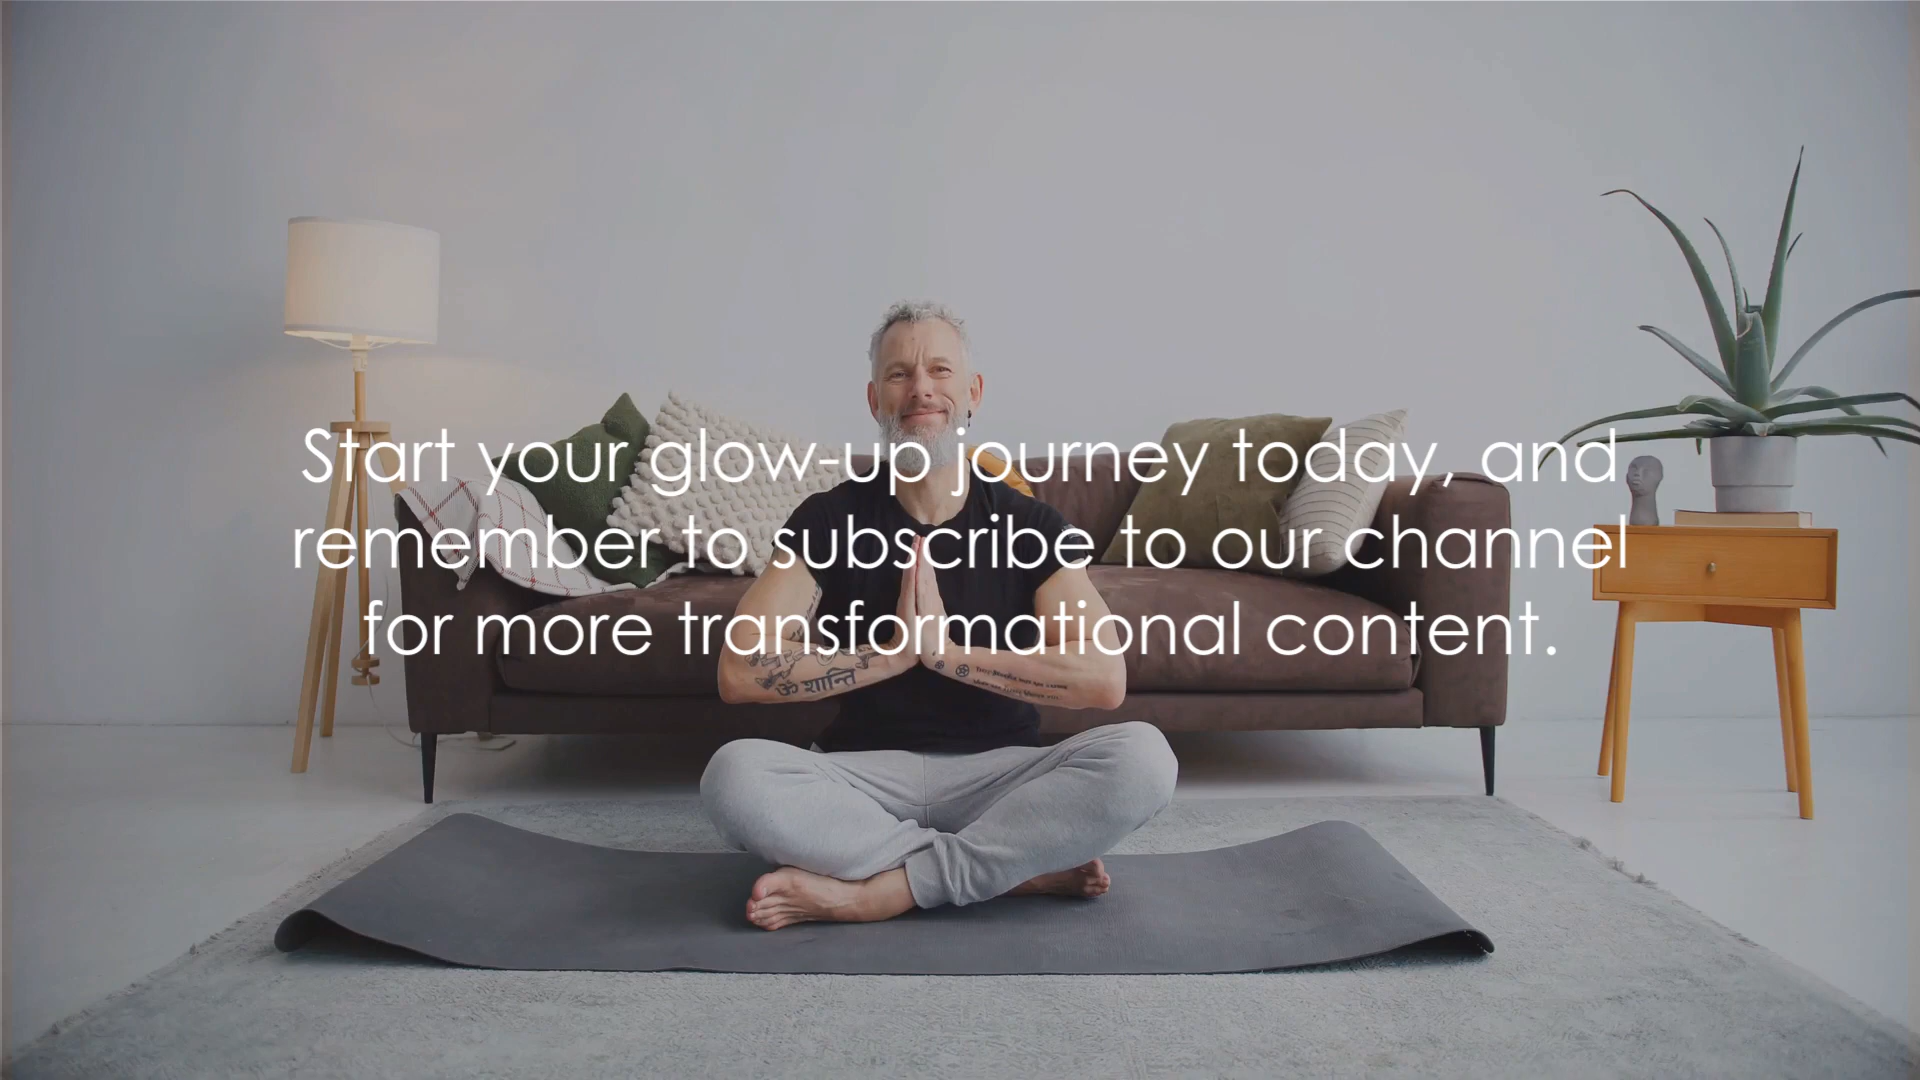 Start your glow-up journey today, and
remember to subscribe to our channel
for more transformational content.
ॐ शान्ति